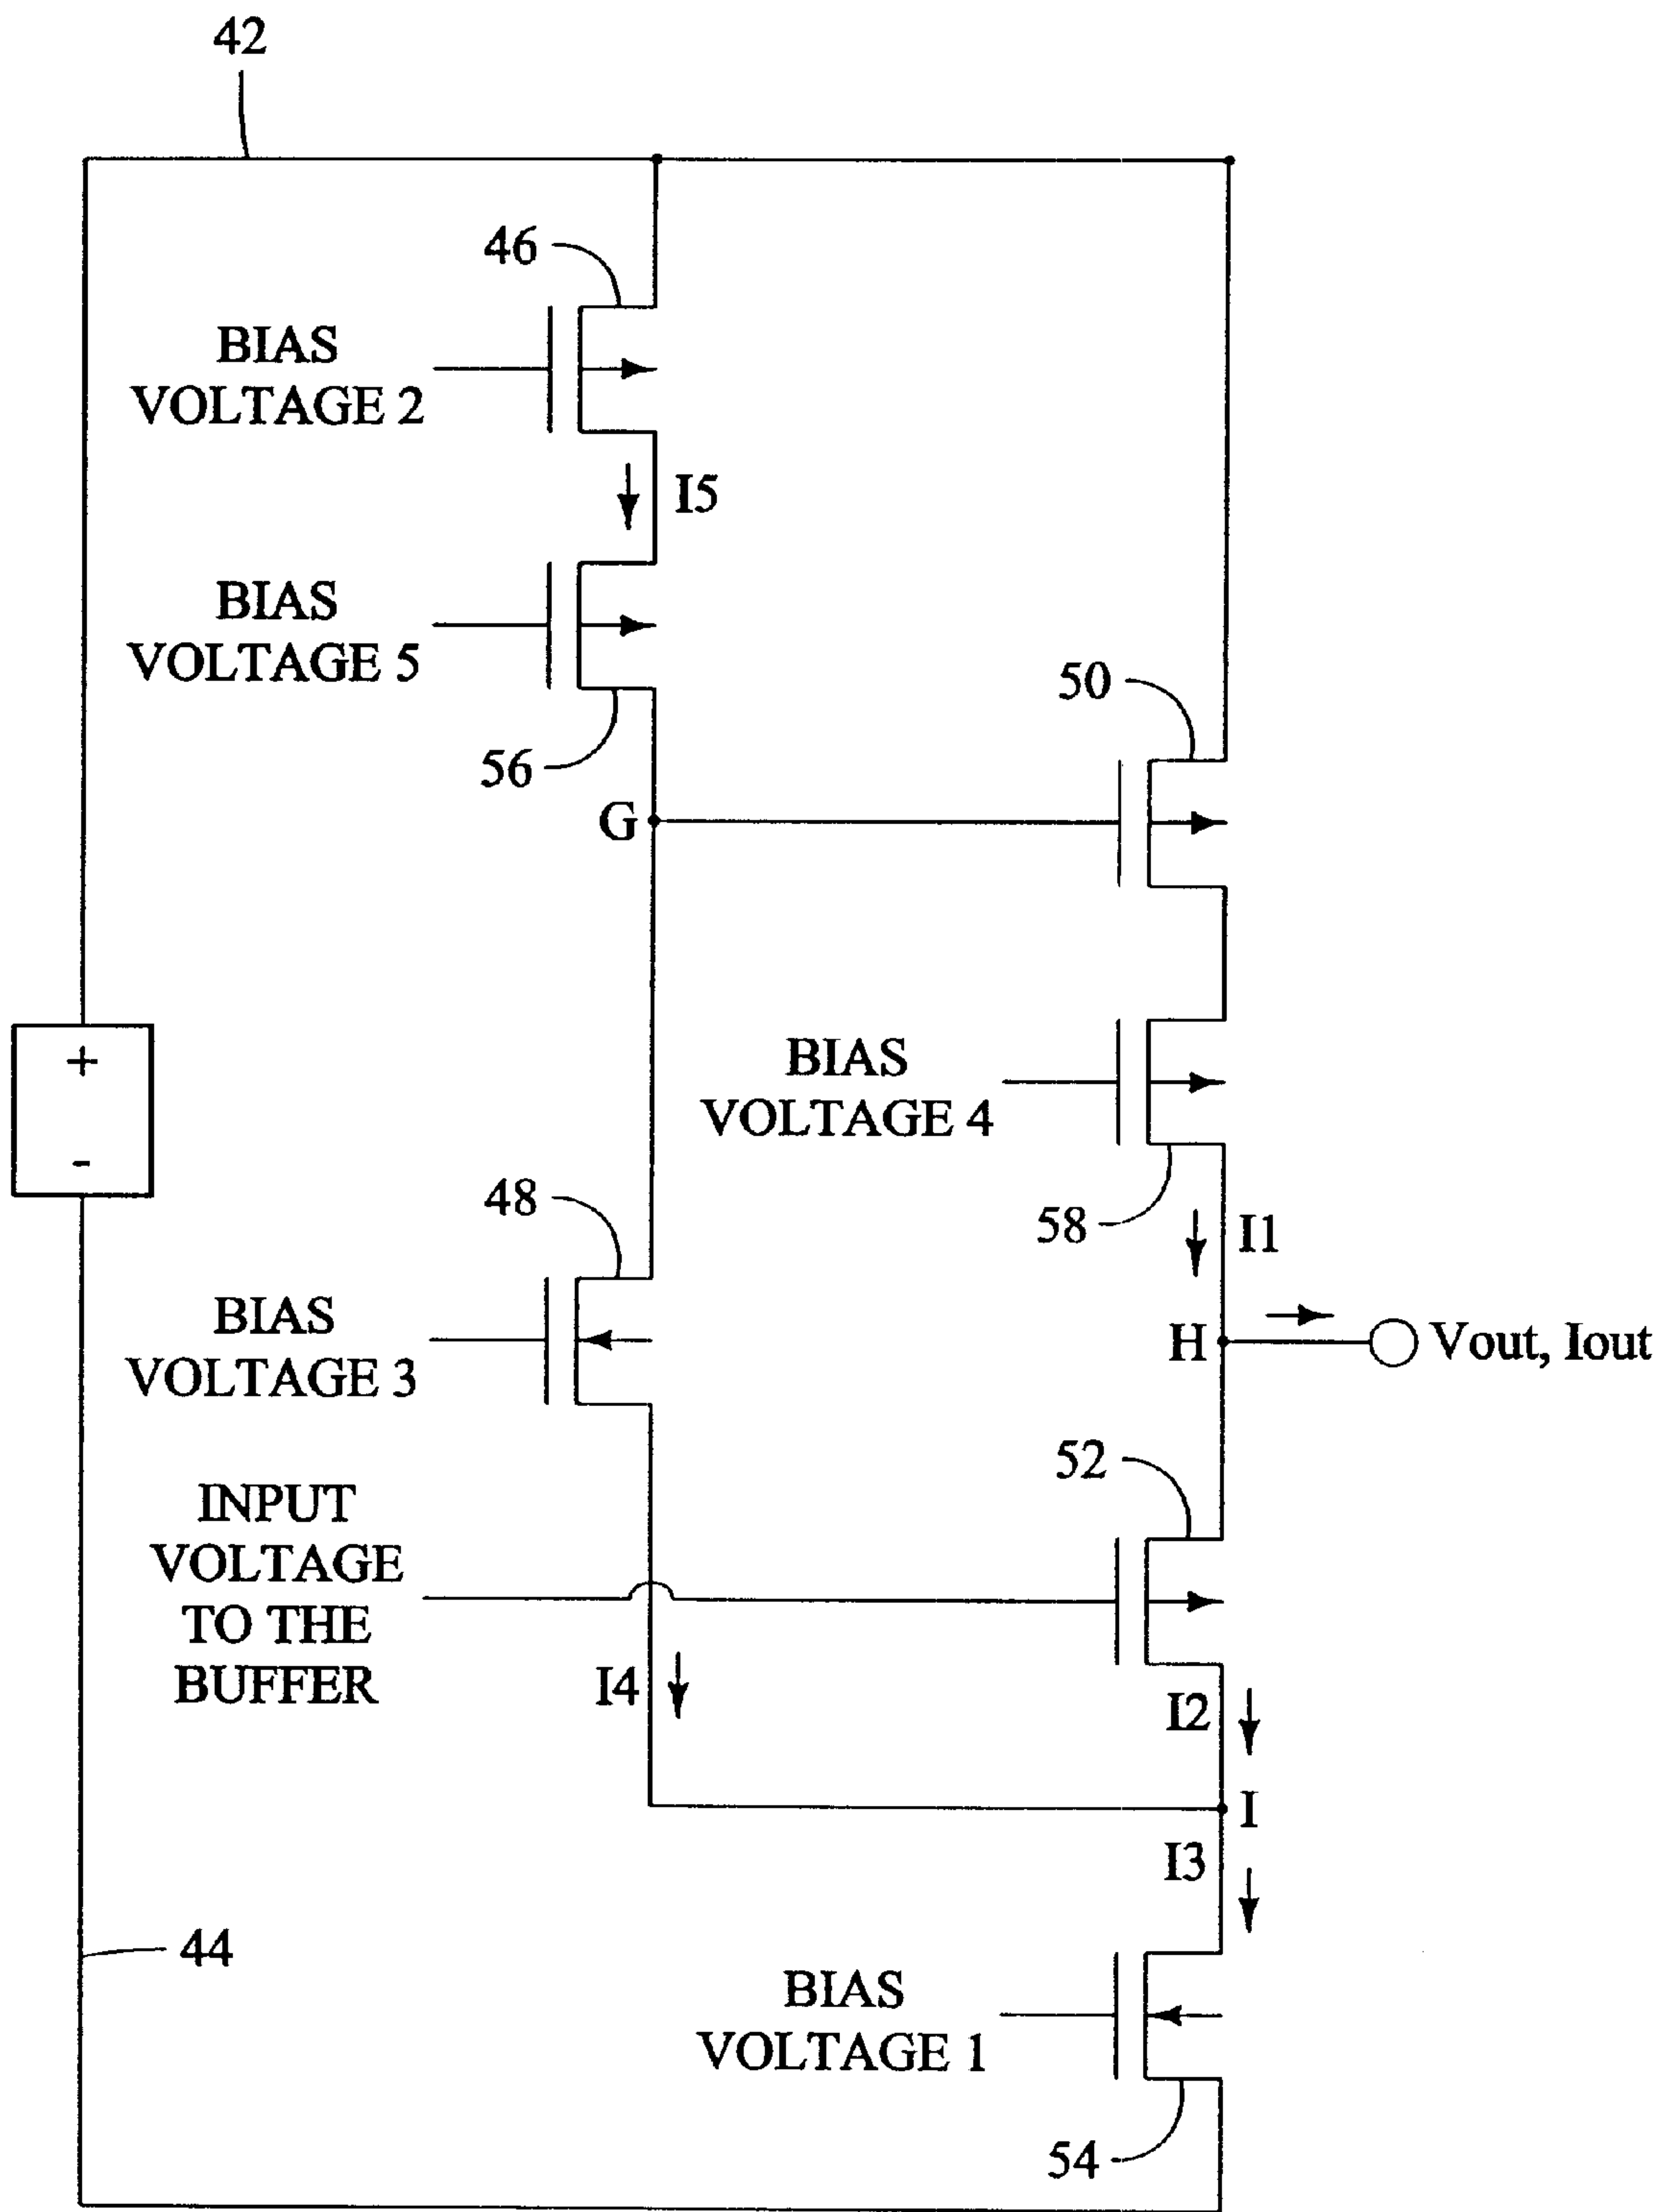 42
46
BIAS
VOLTAGE 2
I5
BIAS
VOLTAGE 5
50
56
G
+
-
BIAS
VOLTAGE 4
48
58
I1
BIAS
VOLTAGE 3
H
Vout, Iout
52
INPUT
VOLTAGE
TO THE
BUFFER
I4
I2
I
I3
44
BIAS
VOLTAGE 1
54